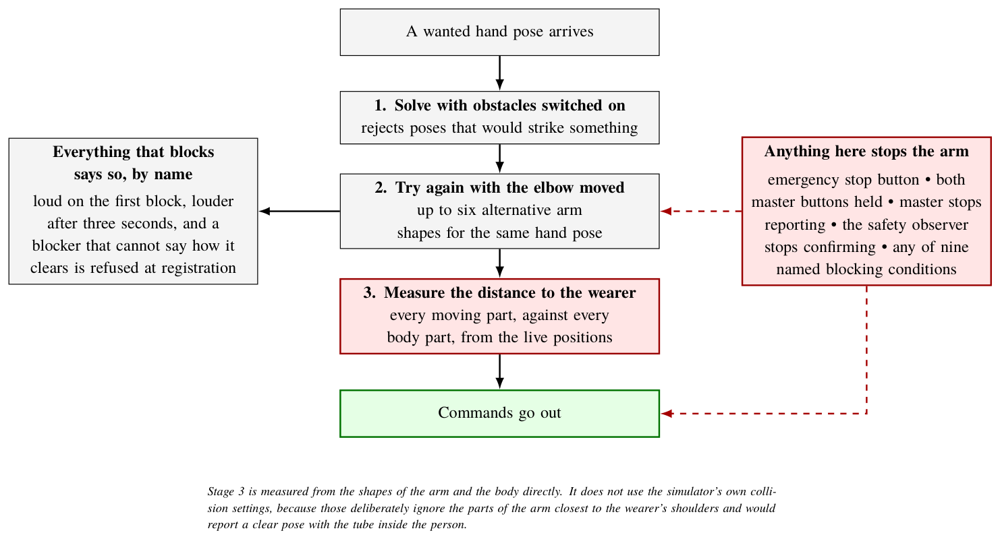 A wanted hand pose arrives
1. Solve with obstacles switched on
rejects poses that would strike something
Everything that blocks
says so, by name
loud on the first block, louder
after three seconds, and a
blocker that cannot say how it
clears is refused at registration
2. Try again with the elbow moved
up to six alternative arm
shapes for the same hand pose
Anything here stops the arm
emergency stop button • both
master buttons held • master stops
reporting • the safety observer
stops confirming • any of nine
named blocking conditions
3. Measure the distance to the wearer
every moving part, against every
body part, from the live positions
Commands go out
Stage 3 is measured from the shapes of the arm and the body directly. It does not use the simulator's own colli-
sion settings, because those deliberately ignore the parts of the arm closest to the wearer's shoulders and would
report a clear pose with the tube inside the person.